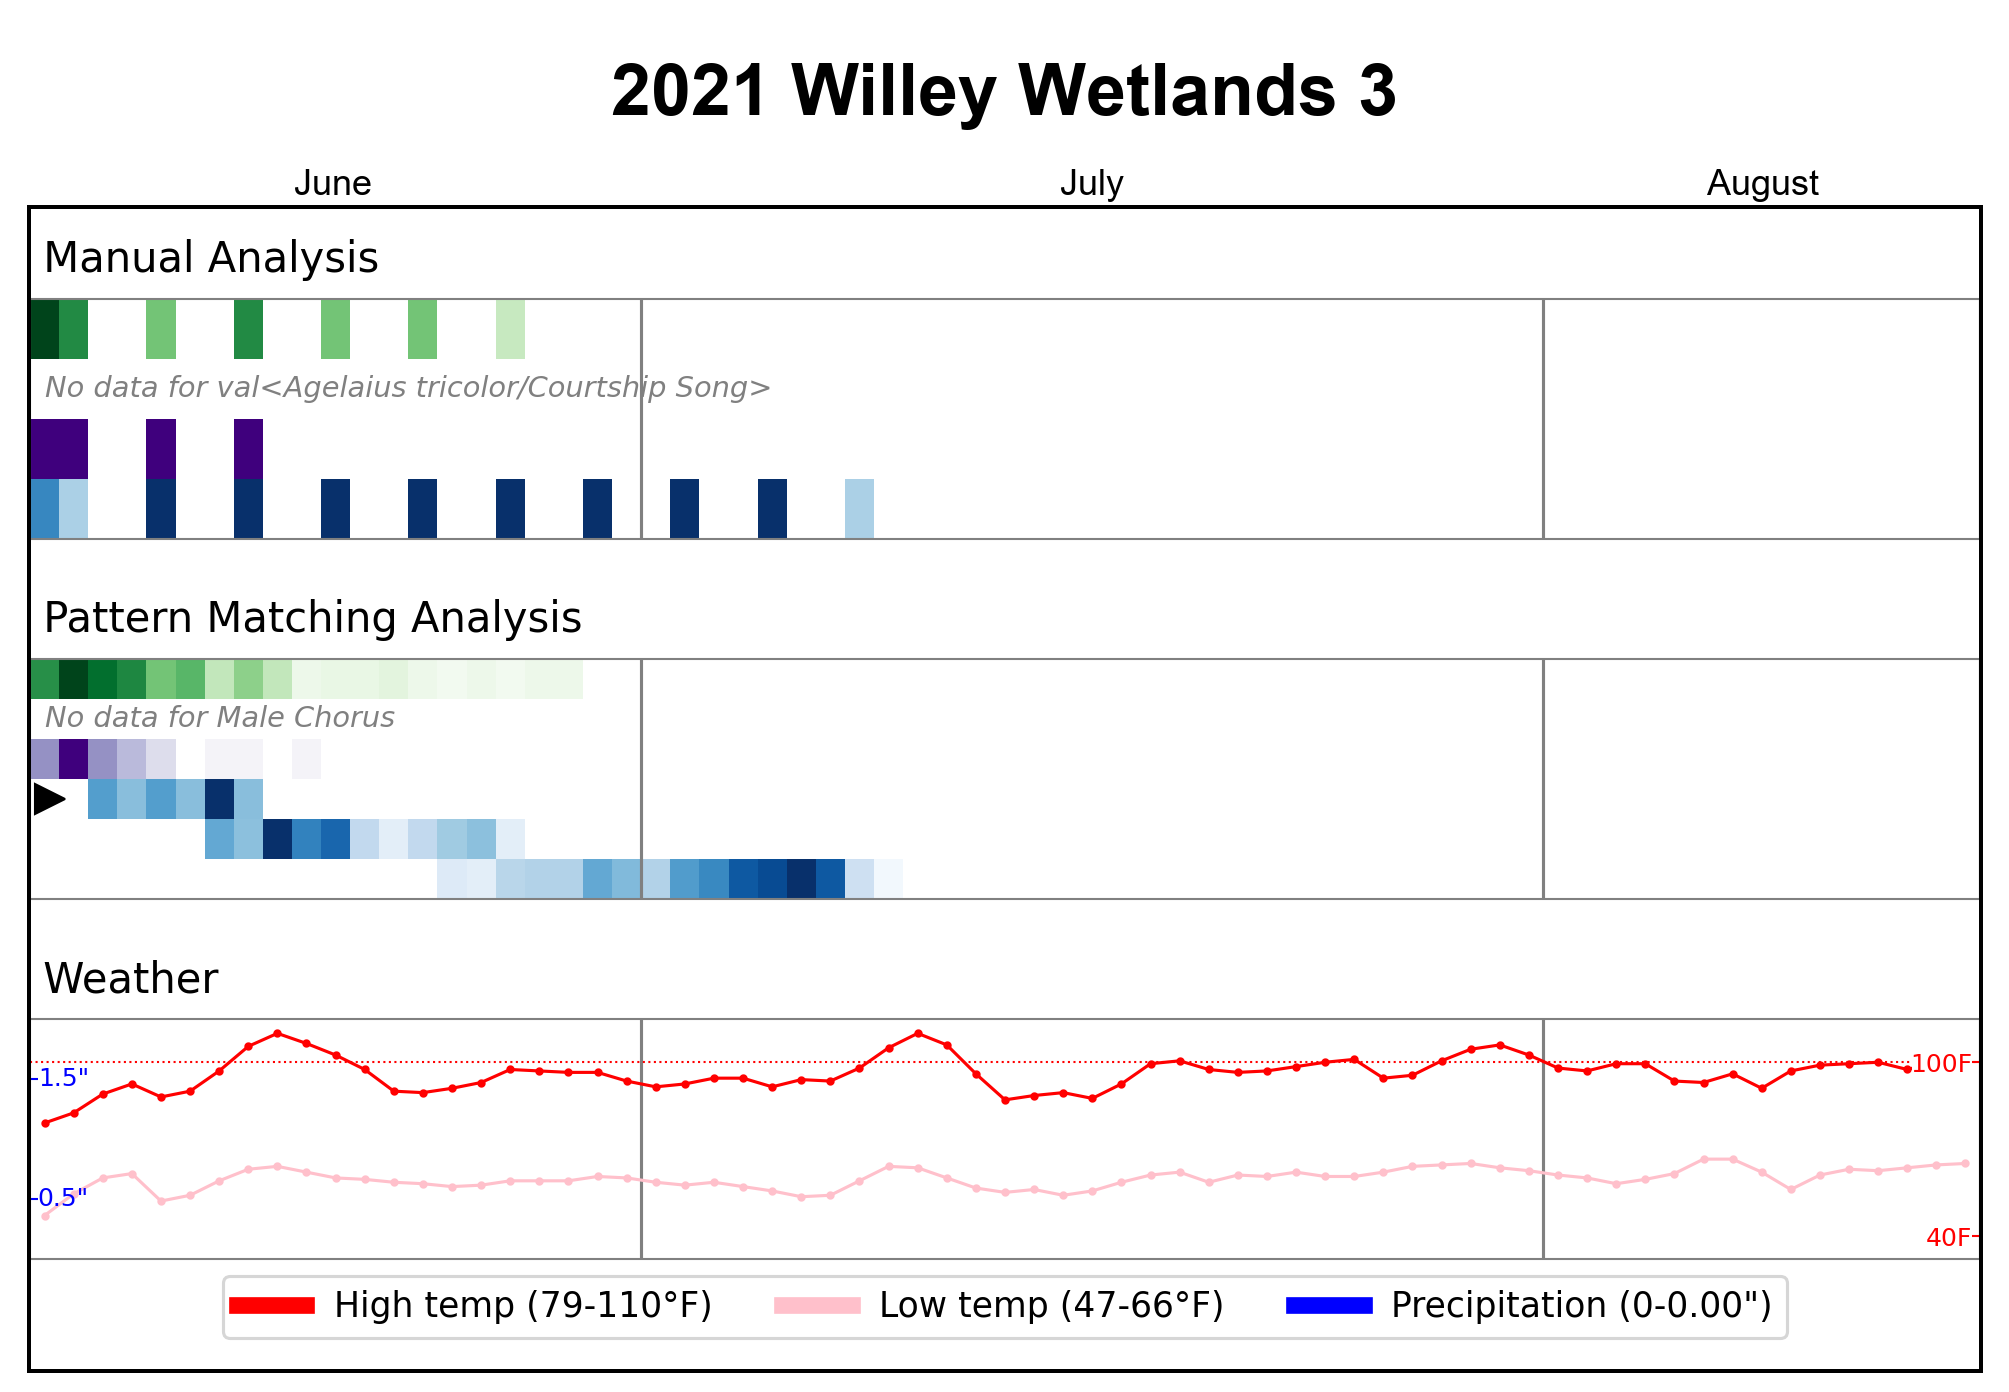 2021 Willey Wetlands 3
June July August
Manual Analysis
No data for val<Agelaius tricolor/Courtship Song>
Pattern Matching Analysis
No data for Male Chorus
Weather
1.5" 100F
0.5"
40F
High temp (79-110°F) Low temp (47-66°F) Precipitation (0-0.00")